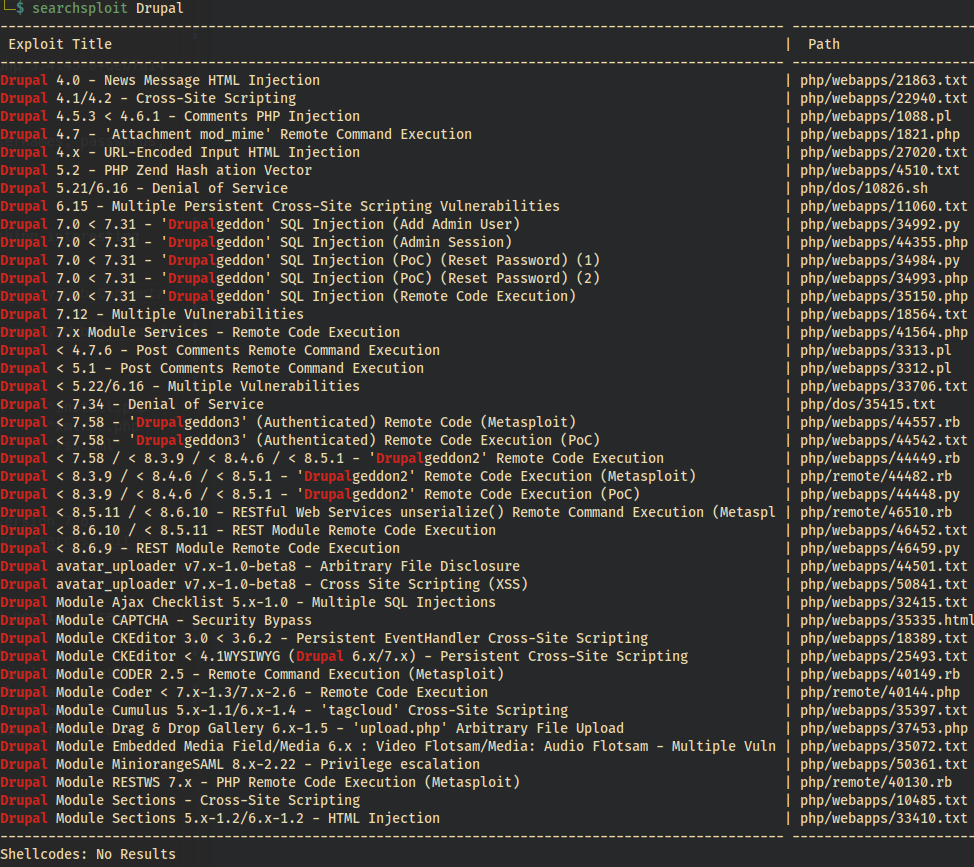 └─$ searchsploit Drupal
Exploit Title | Path
Drupal 4.0 - News Message HTML Injection | php/webapps/21863.txt
Drupal 4.1/4.2 - Cross-Site Scripting | php/webapps/22940.txt
Drupal 4.5.3 < 4.6.1 - Comments PHP Injection | php/webapps/1088.pl
Drupal 4.7 - 'Attachment mod_mime' Remote Command Execution | php/webapps/1821.php
Drupal 4.x - URL-Encoded Input HTML Injection | php/webapps/27020.txt
Drupal 5.2 - PHP Zend Hash ation Vector | php/webapps/4510.txt
Drupal 5.21/6.16 - Denial of Service | php/dos/10826.sh
Drupal 6.15 - Multiple Persistent Cross-Site Scripting Vulnerabilities | php/webapps/11060.txt
Drupal 7.0 < 7.31 - 'Drupalgeddon' SQL Injection (Add Admin User) | php/webapps/34992.py
Drupal 7.0 < 7.31 - 'Drupalgeddon' SQL Injection (Admin Session) | php/webapps/44355.php
Drupal 7.0 < 7.31 - 'Drupalgeddon' SQL Injection (PoC) (Reset Password) (1) | php/webapps/34984.py
Drupal 7.0 < 7.31 - 'Drupalgeddon' SQL Injection (PoC) (Reset Password) (2) | php/webapps/34993.php
Drupal 7.0 < 7.31 - 'Drupalgeddon' SQL Injection (Remote Code Execution) | php/webapps/35150.php
Drupal 7.12 - Multiple Vulnerabilities | php/webapps/18564.txt
Drupal 7.x Module Services - Remote Code Execution | php/webapps/41564.php
Drupal < 4.7.6 - Post Comments Remote Command Execution | php/webapps/3313.pl
Drupal < 5.1 - Post Comments Remote Command Execution | php/webapps/3312.pl
Drupal < 5.22/6.16 - Multiple Vulnerabilities | php/webapps/33706.txt
Drupal < 7.34 - Denial of Service | php/dos/35415.txt
Drupal < 7.58 - 'Drupalgeddon3' (Authenticated) Remote Code (Metasploit) | php/webapps/44557.rb
Drupal < 7.58 - 'Drupalgeddon3' (Authenticated) Remote Code Execution (PoC) | php/webapps/44542.txt
Drupal < 7.58 / < 8.3.9 / < 8.4.6 / < 8.5.1 - 'Drupalgeddon2' Remote Code Execution | php/webapps/44449.rb
Drupal < 8.3.9 / < 8.4.6 / < 8.5.1 - 'Drupalgeddon2' Remote Code Execution (Metasploit) | php/remote/44482.rb
Drupal < 8.3.9 / < 8.4.6 / < 8.5.1 - 'Drupalgeddon2' Remote Code Execution (PoC) | php/webapps/44448.py
Drupal < 8.5.11 / < 8.6.10 - RESTful Web Services unserialize() Remote Command Execution (Metaspl | php/remote/46510.rb
Drupal < 8.6.10 / < 8.5.11 - REST Module Remote Code Execution | php/webapps/46452.txt
Drupal < 8.6.9 - REST Module Remote Code Execution | php/webapps/46459.py
Drupal avatar_uploader v7.x-1.0-beta8 - Arbitrary File Disclosure | php/webapps/44501.txt
Drupal avatar_uploader v7.x-1.0-beta8 - Cross Site Scripting (XSS) | php/webapps/50841.txt
Drupal Module Ajax Checklist 5.x-1.0 - Multiple SQL Injections | php/webapps/32415.txt
Drupal Module CAPTCHA - Security Bypass | php/webapps/35335.html
Drupal Module CKEditor 3.0 < 3.6.2 - Persistent EventHandler Cross-Site Scripting | php/webapps/18389.txt
Drupal Module CKEditor < 4.1WYSIWYG (Drupal 6.x/7.x) - Persistent Cross-Site Scripting | php/webapps/25493.txt
Drupal Module CODER 2.5 - Remote Command Execution (Metasploit) | php/webapps/40149.rb
Drupal Module Coder < 7.x-1.3/7.x-2.6 - Remote Code Execution | php/remote/40144.php
Drupal Module Cumulus 5.x-1.1/6.x-1.4 - 'tagcloud' Cross-Site Scripting | php/webapps/35397.txt
Drupal Module Drag & Drop Gallery 6.x-1.5 - 'upload.php' Arbitrary File Upload | php/webapps/37453.php
Drupal Module Embedded Media Field/Media 6.x : Video Flotsam/Media: Audio Flotsam - Multiple Vuln | php/webapps/35072.txt
Drupal Module MiniorangeSAML 8.x-2.22 - Privilege escalation | php/webapps/50361.txt
Drupal Module RESTWS 7.x - PHP Remote Code Execution (Metasploit) | php/remote/40130.rb
Drupal Module Sections - Cross-Site Scripting | php/webapps/10485.txt
Drupal Module Sections 5.x-1.2/6.x-1.2 - HTML Injection | php/webapps/33410.txt
Shellcodes: No Results